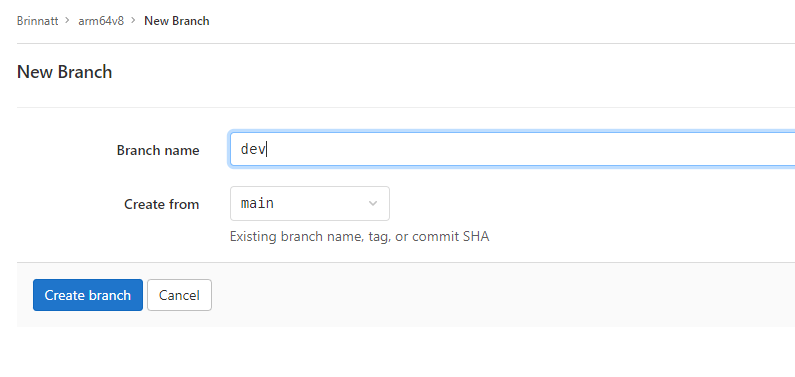 Brinnatt > arm64v8 > New Branch
New Branch
Branch name dev
Create from main
Existing branch name, tag, or commit SHA
Create branch Cancel